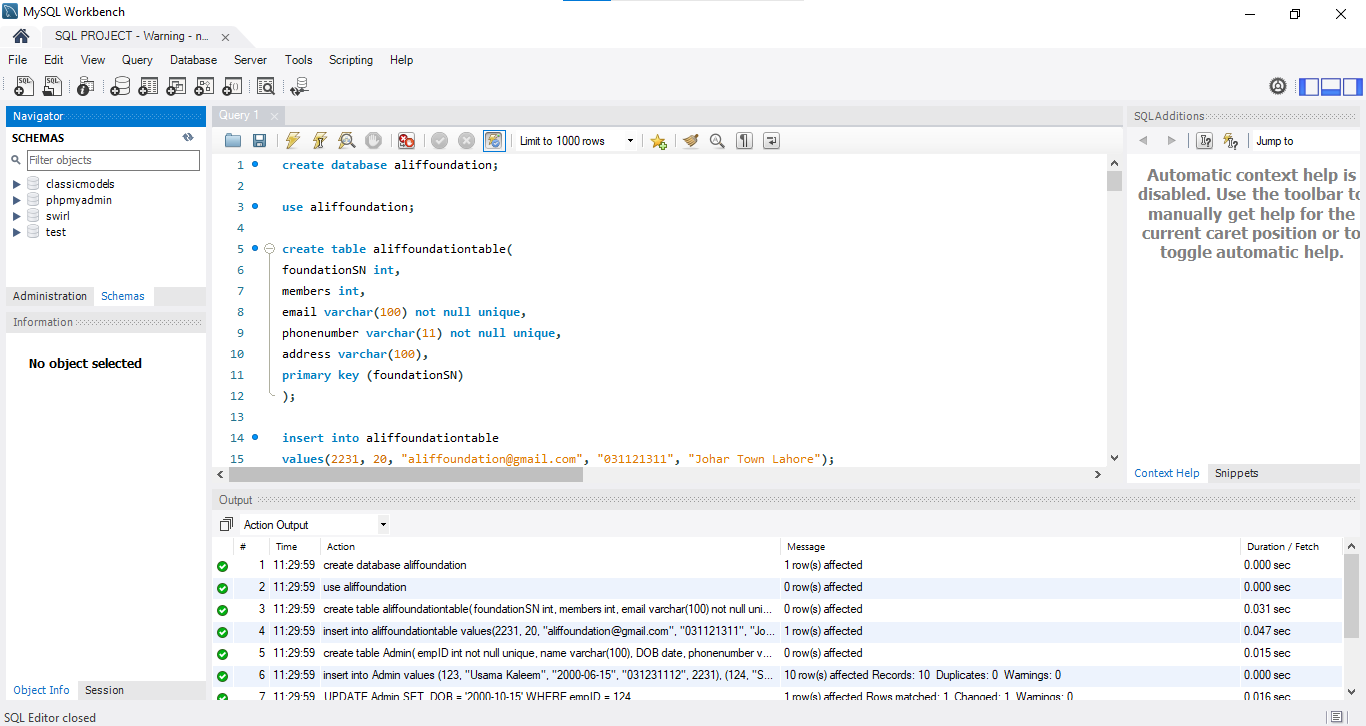 MySQL Workbench
SQL PROJECT - Warning - n...
File Edit View Query Database Server Tools Scripting Help
Navigator
SCHEMAS
Filter objects
classicmodels
phpmyadmin
swirl
test
Administration Schemas
Information
No object selected
Object Info Session
Query 1
Limit to 1000 rows
1 create database aliffoundation;
2
3 use aliffoundation;
4
5 create table aliffoundationtable(
6 foundationSN int,
7 members int,
8 email varchar(100) not null unique,
9 phonenumber varchar(11) not null unique,
10 address varchar(100),
11 primary key (foundationSN)
12 );
13
14 insert into aliffoundationtable
15 values(2231, 20, "aliffoundation@gmail.com", "031121311", "Johar Town Lahore");
SQLAdditions
Jump to
Automatic context help is
disabled. Use the toolbar to
manually get help for the
current caret position or to
toggle automatic help.
Context Help Snippets
Output
Action Output
# Time Action Message Duration / Fetch
1 11:29:59 create database aliffoundation 1 row(s) affected 0.000 sec
2 11:29:59 use aliffoundation 0 row(s) affected 0.000 sec
3 11:29:59 create table aliffoundationtable( foundationSN int, members int, email varchar(100) not null uni... 0 row(s) affected 0.031 sec
4 11:29:59 insert into aliffoundationtable values(2231, 20, "aliffoundation@gmail.com", "031121311", "Jo... 1 row(s) affected 0.047 sec
5 11:29:59 create table Admin( empID int not null unique, name varchar(100), DOB date, phonenumber v... 0 row(s) affected 0.015 sec
6 11:29:59 insert into Admin values (123, "Usama Kaleem", "2000-06-15", "031231112", 2231), (124, "S... 10 row(s) affected Records: 10 Duplicates: 0 Warnings: 0 0.000 sec
7 11:29:59 UPDATE Admin SET DOB = '2000-10-15' WHERE empID = 124 1 row(s) affected Rows matched: 1 Changed: 1 Warnings: 0 0.016 sec
SQL Editor closed